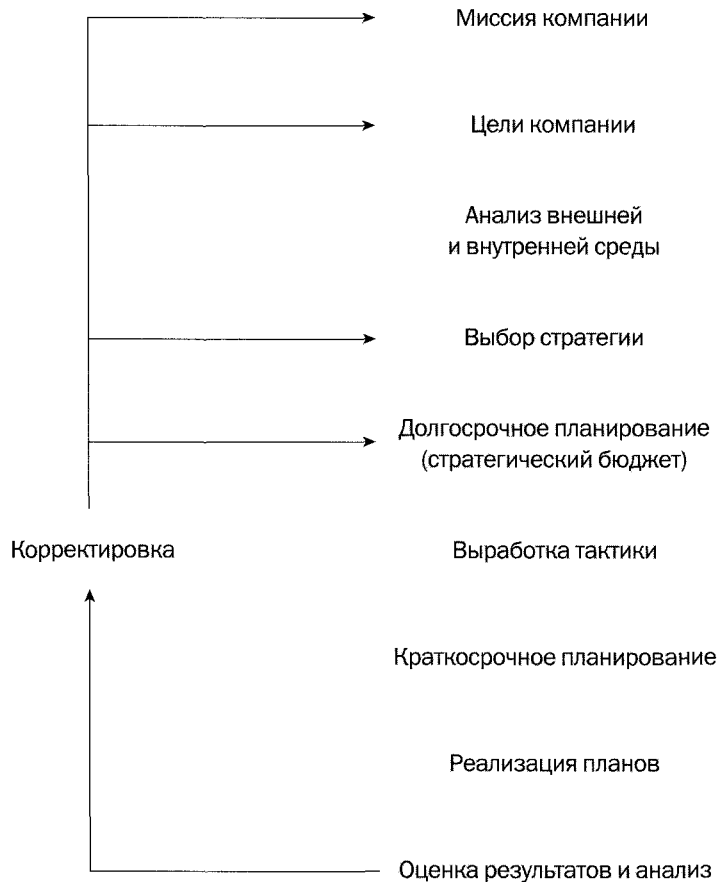 Миссия компании
Цели компании
Анализ внешней
и внутренней среды
Выбор стратегии
Долгосрочное планирование
(стратегический бюджет)
Корректировка
Выработка тактики
Краткосрочное планирование
Реализация планов
Оценка результатов и анализ